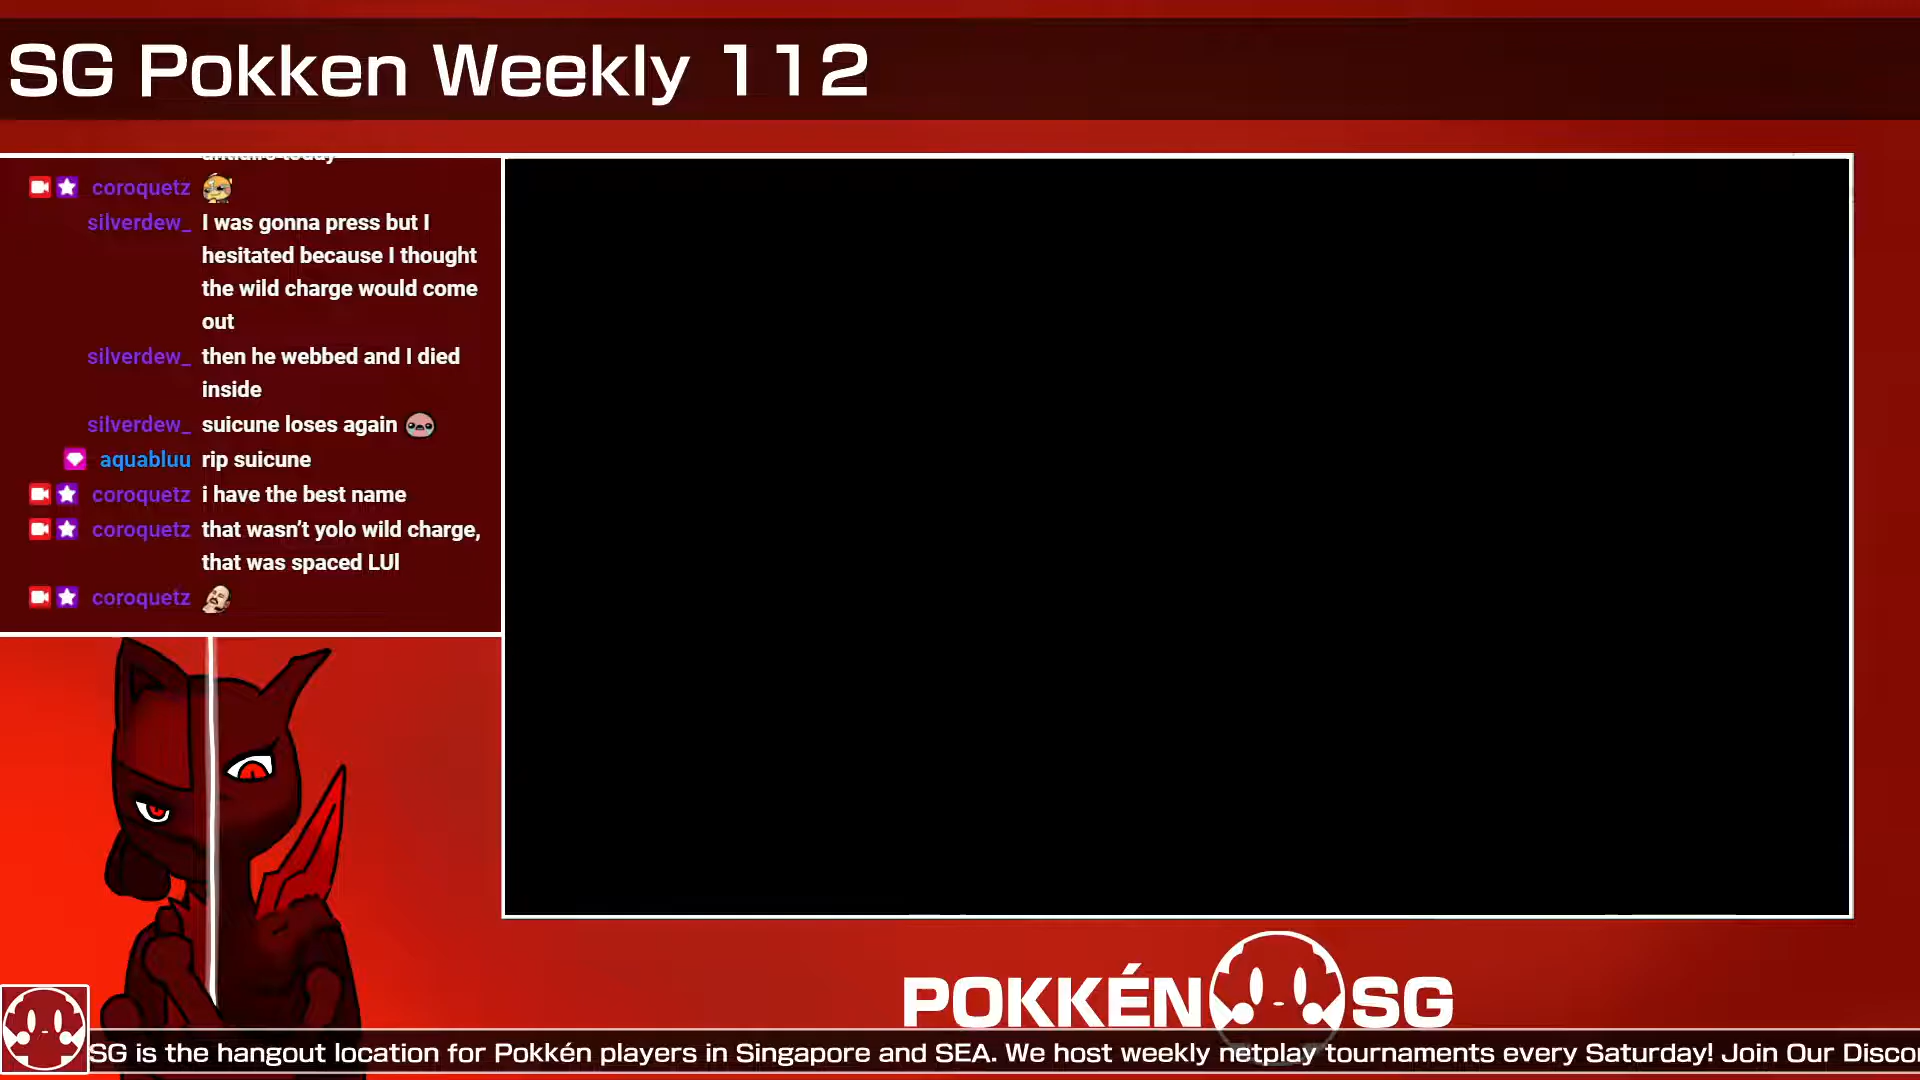 SG Pokken Weekly 112
antiairs today
coroquetz
silverdew_ I was gonna press but I
hesitated because I thought
the wild charge would come
out
silverdew_ then he webbed and I died
inside
silverdew_ suicune loses again
aquabluu rip suicune
coroquetz i have the best name
coroquetz that wasn’t yolo wild charge,
that was spaced LUl
coroquetz
POKKÉN SG
SG is the hangout location for Pokkén players in Singapore and SEA. We host weekly netplay tournaments every Saturday! Join Our Disco